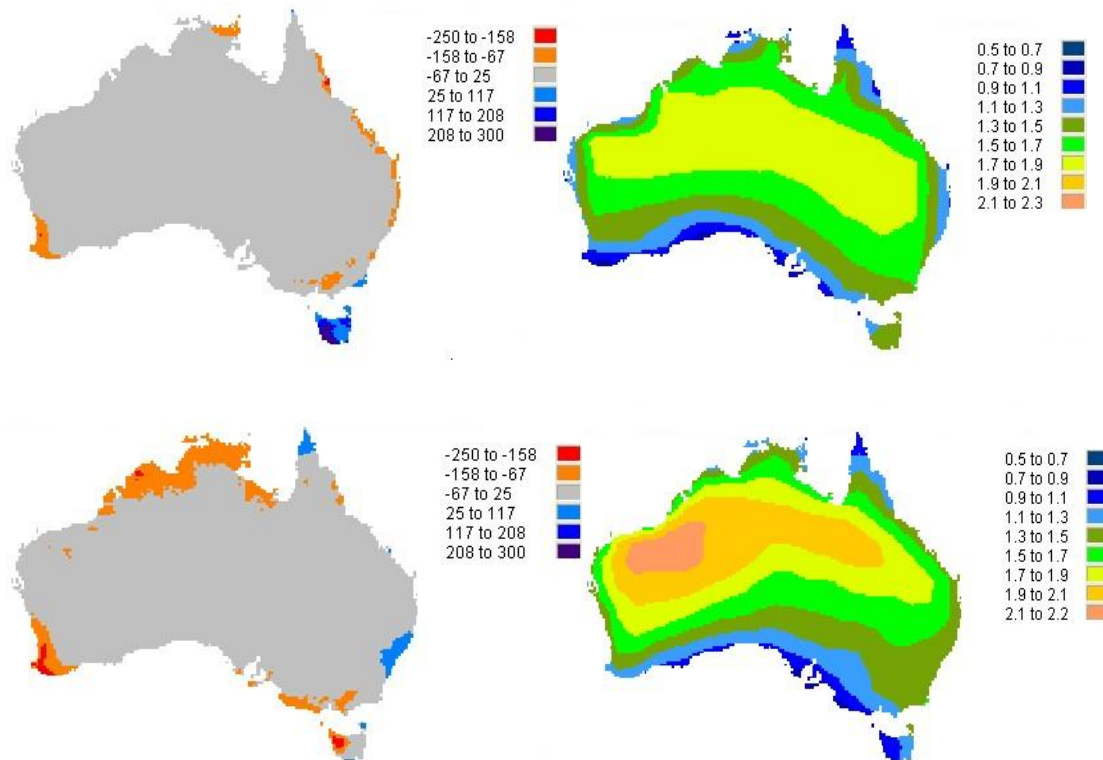 -250 to -158
-158 to -67
-67 to 25
25 to 117
117 to 208
208 to 300
0.5 to 0.7
0.7 to 0.9
0.9 to 1.1
1.1 to 1.3
1.3 to 1.5
1.5 to 1.7
1.7 to 1.9
1.9 to 2.1
2.1 to 2.3
-250 to -158
-158 to -67
-67 to 25
25 to 117
117 to 208
208 to 300
0.5 to 0.7
0.7 to 0.9
0.9 to 1.1
1.1 to 1.3
1.3 to 1.5
1.5 to 1.7
1.7 to 1.9
1.9 to 2.1
2.1 to 2.2